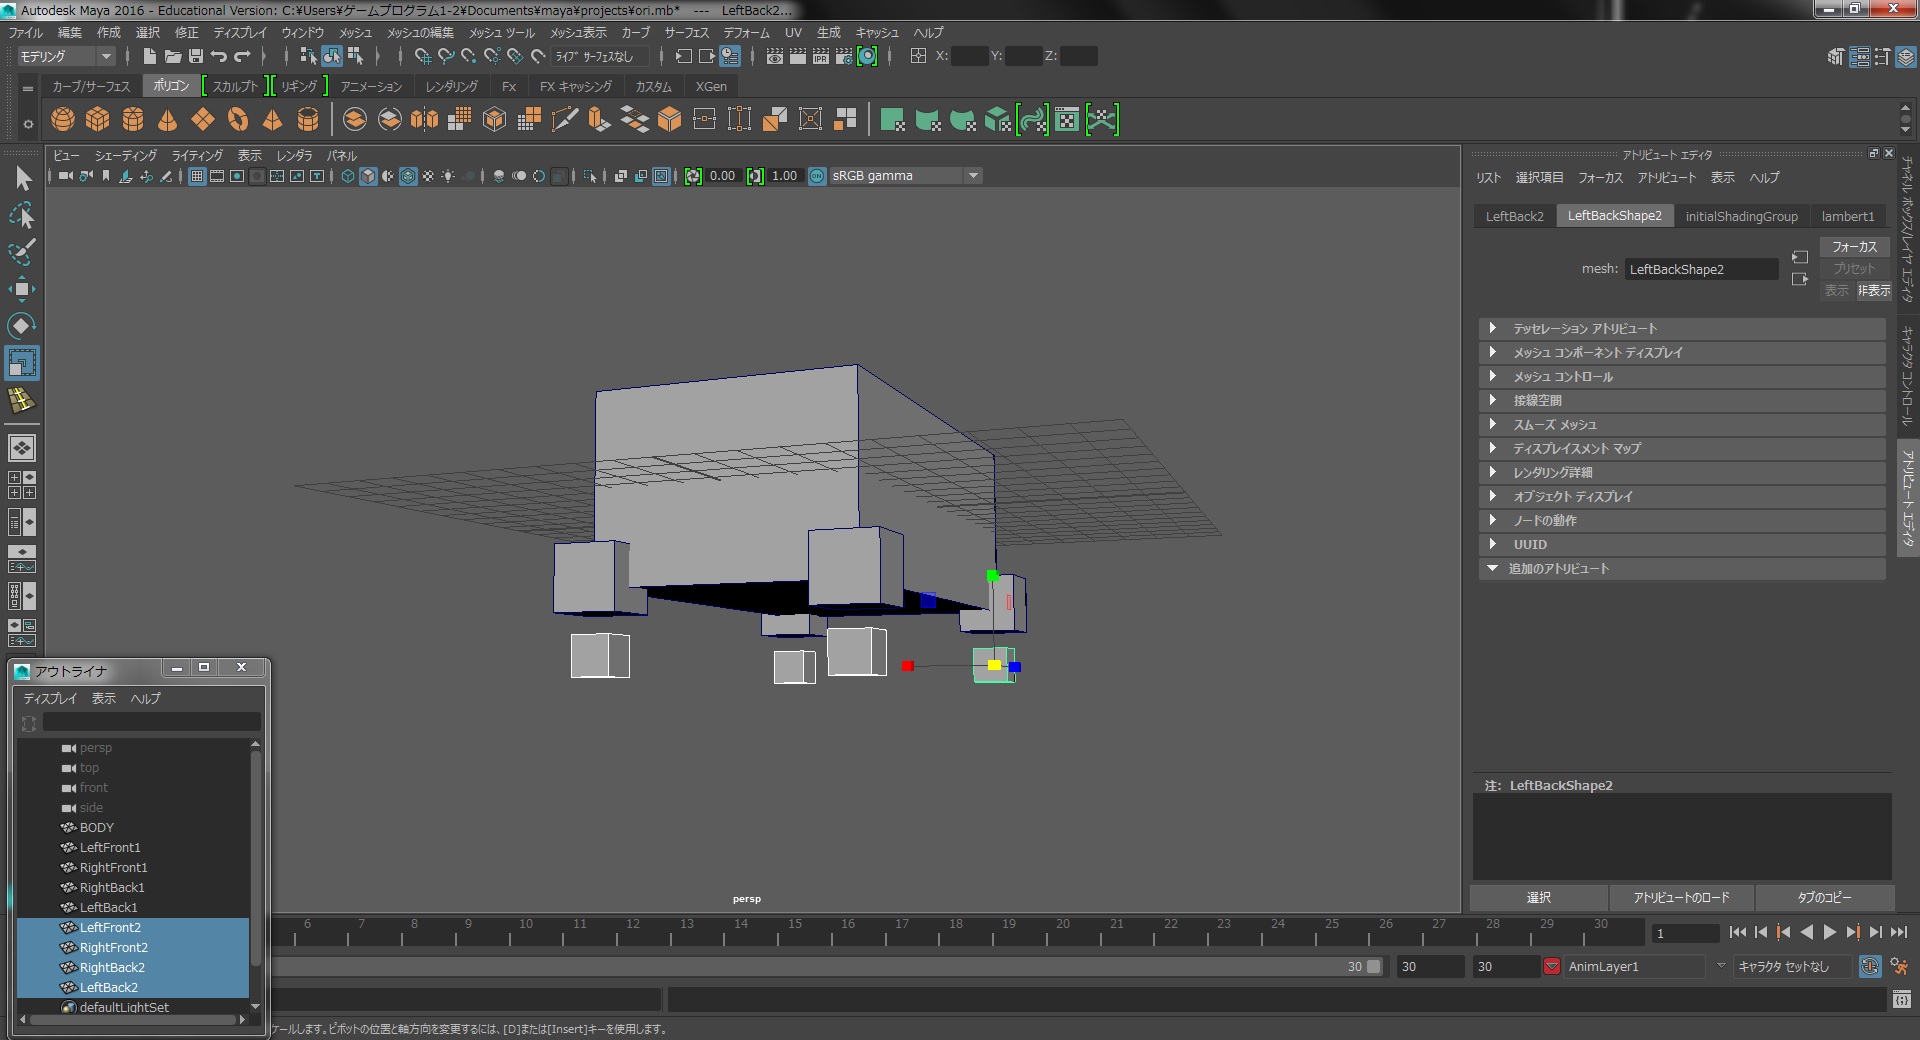 Autodesk Maya 2016 - Educational Version: C:¥Users¥ゲームプログラム1-2¥Documents¥maya¥projects¥ori.mb*   ---   LeftBack2...
ファイル 編集 作成 選択 修正 ディスプレイ ウィンドウ メッシュ メッシュの編集 メッシュ ツール メッシュ表示 カーブ サーフェス デフォーム UV 生成 キャッシュ ヘルプ
モデリング ライブ サーフェスなし X: Y: Z:
カーブ/サーフェス ポリゴン スカルプト リギング アニメーション レンダリング Fx FX キャッシング カスタム XGen
ビュー シェーディング ライティング 表示 レンダラ パネル
0.00 1.00 ON sRGB gamma
IPR
persp
アトリビュート エディタ
リスト 選択項目 フォーカス アトリビュート 表示 ヘルプ
LeftBack2 LeftBackShape2 initialShadingGroup lambert1
フォーカス
mesh: LeftBackShape2
プリセット
表示 非表示
テッセレーション アトリビュート
メッシュ コンポーネント ディスプレイ
メッシュ コントロール
接線空間
スムーズ メッシュ
ディスプレイスメント マップ
レンダリング詳細
オブジェクト ディスプレイ
ノードの動作
UUID
追加のアトリビュート
注: LeftBackShape2
選択 アトリビュートのロード タブのコピー
チャネル ボックス/レイヤ エディタ
キャラクタ コントロール
アトリビュート エディタ
アウトライナ
ディスプレイ 表示 ヘルプ
persp
top
front
side
BODY
LeftFront1
RightFront1
RightBack1
LeftBack1
LeftFront2
RightFront2
RightBack2
LeftBack2
defaultLightSet
6 7 8 9 10 11 12 13 14 15 16 17 18 19 20 21 22 23 24 25 26 27 28 29 30
1
30 30 30 AnimLayer1 キャラクタ セットなし
ケールします。ピボットの位置と軸方向を変更するには、[D]または[Insert]キーを使用します。